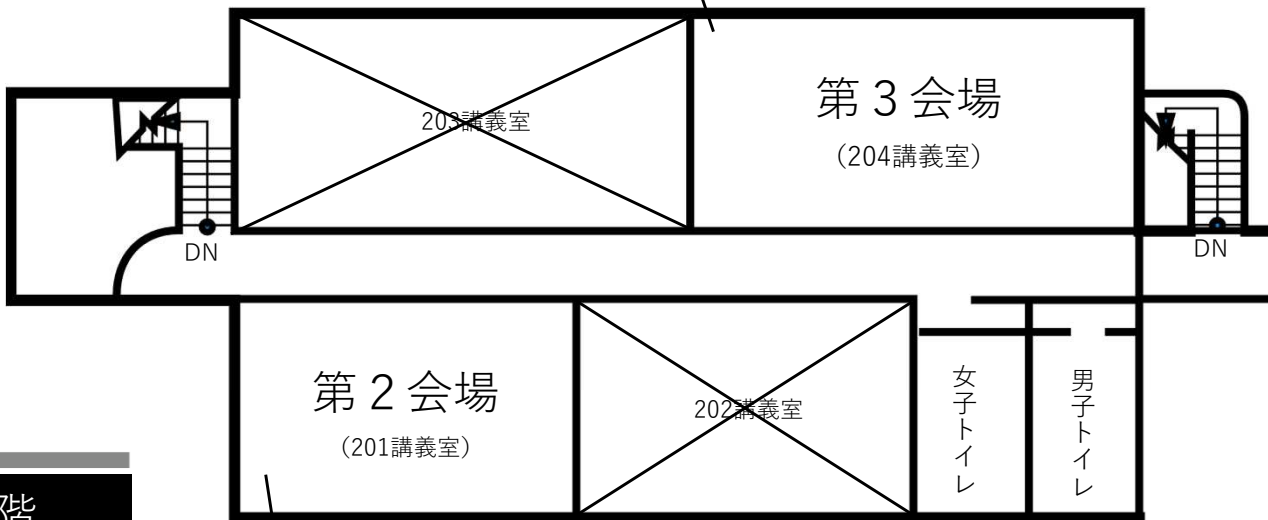 203講義室
第3会場
（204講義室）
DN
DN
第2会場
（201講義室）
202講義室
女子トイレ
男子トイレ
階